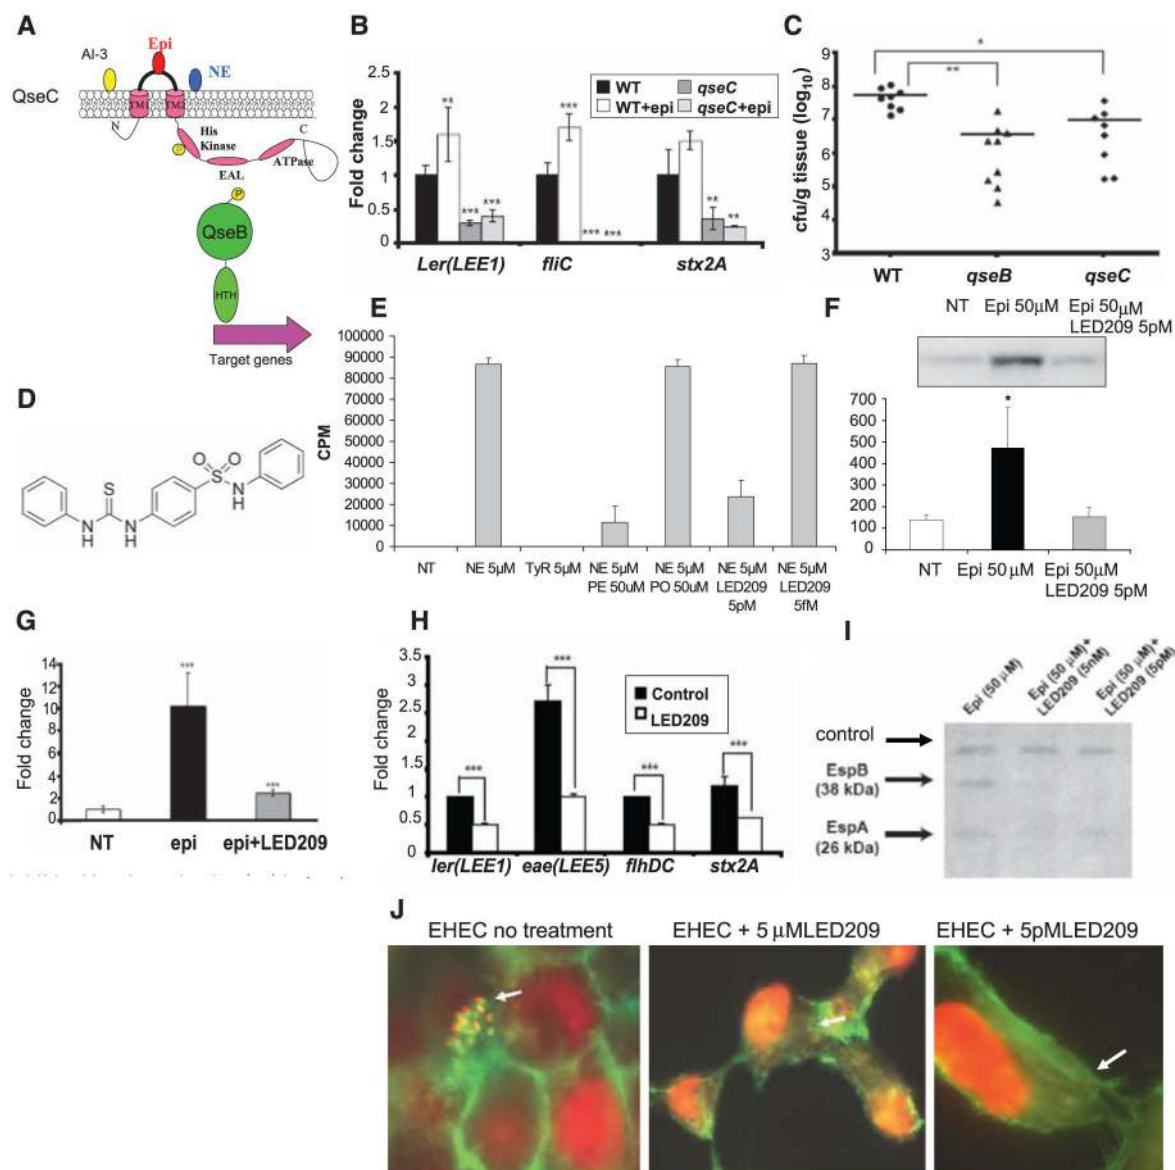 A
AI-3
Epi
NE
QseC
TM1
TM2
N
C
His
Kinase
P
EAL
ATPase
P
QseB
HTH
Target genes
B
Fold change
2.5
2
1.5
1
0.5
0
WT
qseC
WT+epi
qseC+epi
**
***
***
***
*** ***
**
**
Ler(LEE1)
fliC
stx2A
C
cfu/g tissue (log10)
9
8
7
6
5
4
3
*
**
WT
qseB
qseC
D
S
N
H
N
H
O
O
S
N
H
E
CPM
100000
90000
80000
70000
60000
50000
40000
30000
20000
10000
0
NT
NE 5µM
TyR 5µM
NE 5µM
PE 50uM
NE 5µM
PO 50uM
NE 5µM
LED209
5pM
NE 5µM
LED209
5fM
F
NT
Epi 50µM
Epi 50µM
LED209 5pM
700
600
500
400
300
200
100
0
*
NT
Epi 50 µM
Epi 50µM
LED209 5pM
G
Fold change
14
12
10
8
6
4
2
0
***
***
NT
epi
epi+LED209
H
Fold change
3.5
3
2.5
2
1.5
1
0.5
0
Control
LED209
***
***
***
***
ler(LEE1)
eae(LEE5)
flhDC
stx2A
I
Epi (50 µM)
Epi (50 µM)+
LED209 (5nM)
Epi (50 µM)+
LED209 (5pM)
control
EspB
(38 kDa)
EspA
(26 kDa)
J
EHEC no treatment
EHEC + 5 µMLED209
EHEC + 5pMLED209